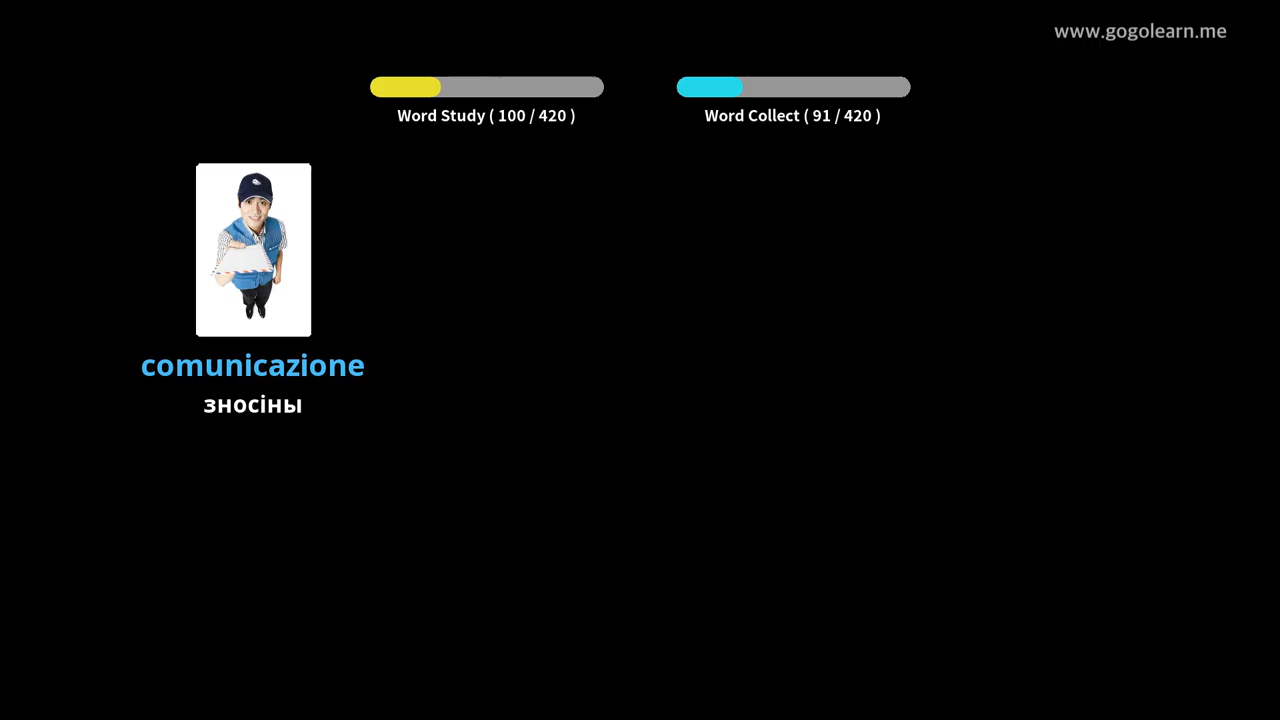 www.gogolearn.me
Word Study ( 100 / 420 )
Word Collect ( 91 / 420 )
comunicazione
зносіны